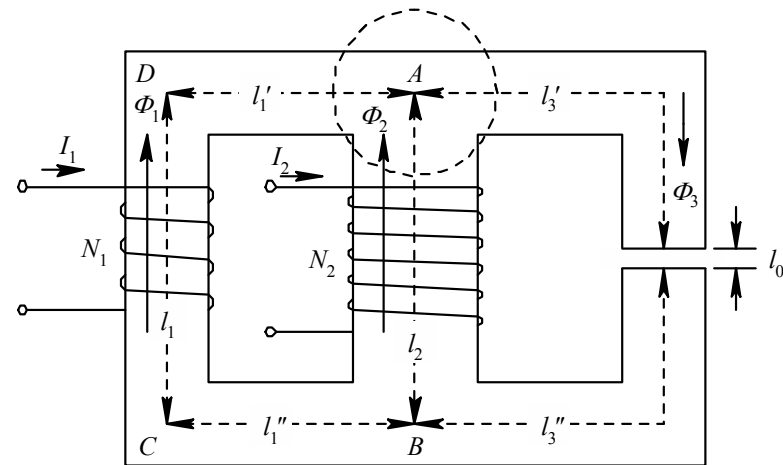 D l₁′ A l₃′
Φ₁ Φ₂
I₁ I₂ Φ₃
N₁ N₂ l₀
l₁ l₂
l₁″ l₃″
C B